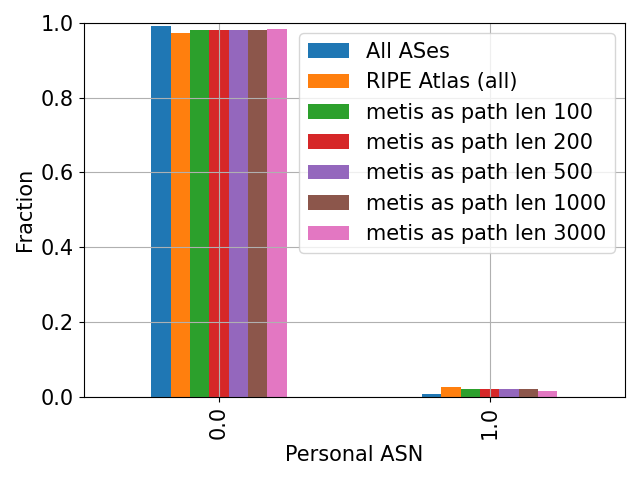 1.0
0.8
0.6
0.4
0.2
0.0
Fraction
All ASes
RIPE Atlas (all)
metis as path len 100
metis as path len 200
metis as path len 500
metis as path len 1000
metis as path len 3000
0.0
1.0
Personal ASN